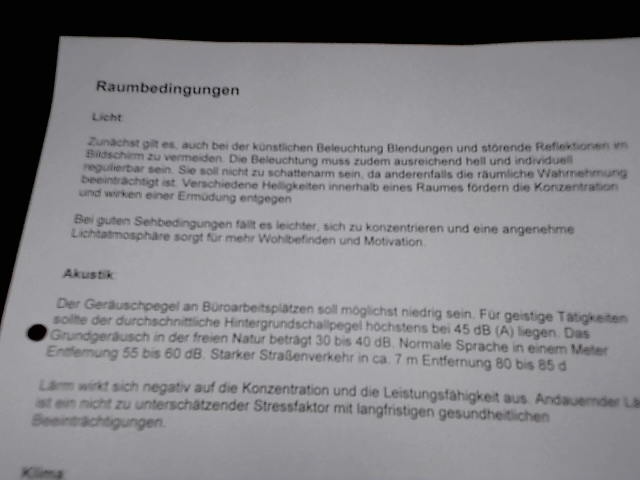 Raumbedingungen
Licht:
Zunächst gilt es, auch bei der künstlichen Beleuchtung Blendungen und störende Reflektionen im
Bildschirm zu vermeiden. Die Beleuchtung muss zudem ausreichend hell und individuell
regulierbar sein. Sie soll nicht zu schattenarm sein, da anderenfalls die räumliche Wahrnehmung
beeinträchtigt ist. Verschiedene Helligkeiten innerhalb eines Raumes fördern die Konzentration
und wirken einer Ermüdung entgegen
Bei guten Sehbedingungen fällt es leichter, sich zu konzentrieren und eine angenehme
Lichtatmosphäre sorgt für mehr Wohlbefinden und Motivation.
Akustik:
Der Geräuschpegel an Büroarbeitsplätzen soll möglichst niedrig sein. Für geistige Tätigkeiten
sollte der durchschnittliche Hintergrundschallpegel höchstens bei 45 dB (A) liegen. Das
Grundgeräusch in der freien Natur beträgt 30 bis 40 dB. Normale Sprache in einem Meter
Entfernung 55 bis 60 dB. Starker Straßenverkehr in ca. 7 m Entfernung 80 bis 85 d
Lärm wirkt sich negativ auf die Konzentration und die Leistungsfähigkeit aus. Andauernder Lä
ist ein nicht zu unterschätzender Stressfaktor mit langfristigen gesundheitlichen
Beeinträchtigungen.
Klima: